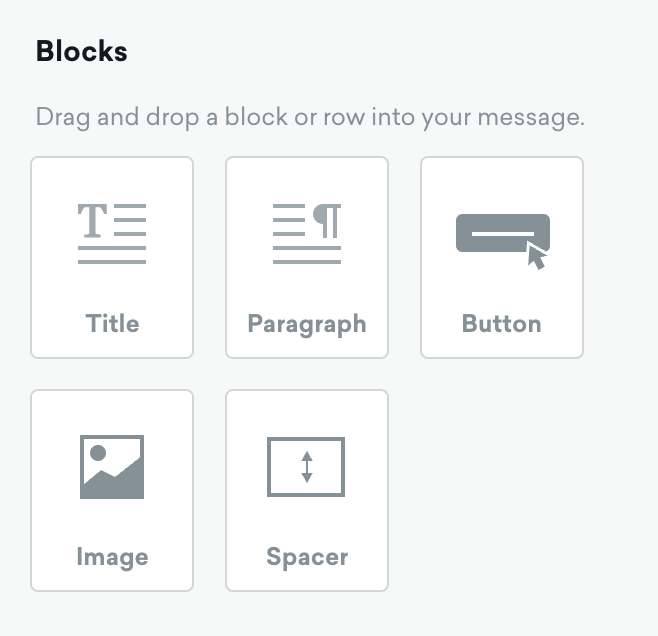 Blocks
Drag and drop a block or row into your message.
Title
Paragraph
Button
Image
Spacer